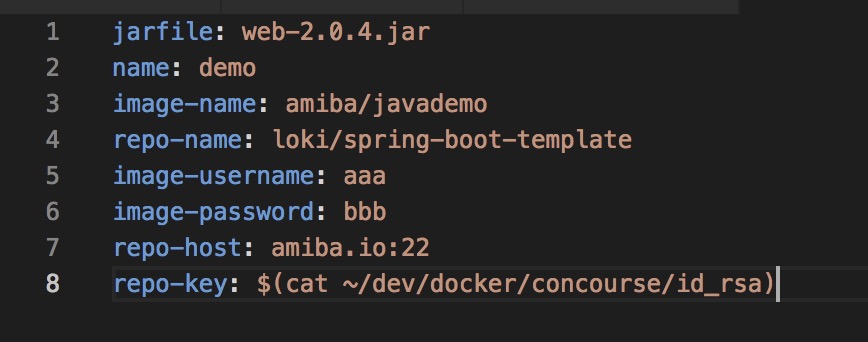 1 jarfile: web-2.0.4.jar
2 name: demo
3 image-name: amiba/javademo
4 repo-name: loki/spring-boot-template
5 image-username: aaa
6 image-password: bbb
7 repo-host: amiba.io:22
8 repo-key: $(cat ~/dev/docker/concourse/id_rsa)